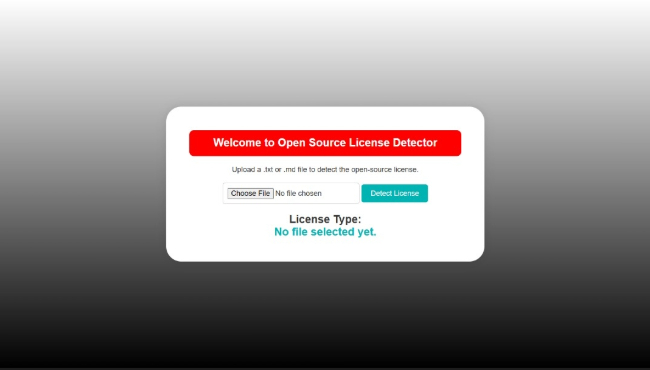 Welcome to Open Source License Detector
Upload a .txt or .md file to detect the open-source license.
Choose File No file chosen Detect License
License Type:
No file selected yet.